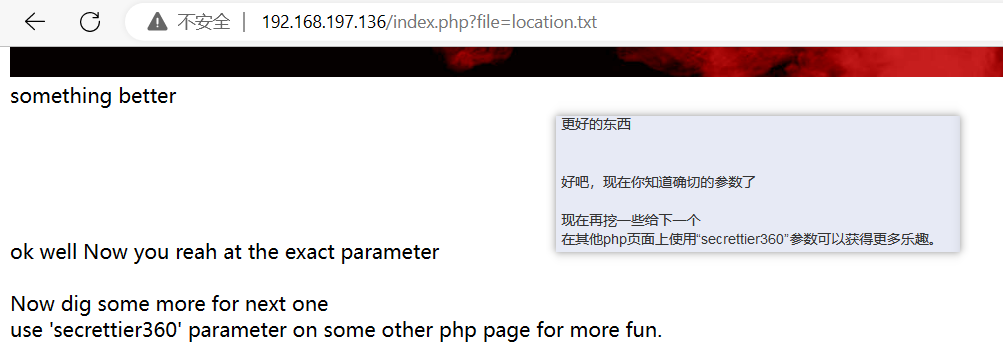 不安全 | 192.168.197.136/index.php?file=location.txt
something better
更好的东西
好吧，现在你知道确切的参数了
现在再挖一些给下一个
在其他php页面上使用“secrettier360”参数可以获得更多乐趣。
ok well Now you reah at the exact parameter
Now dig some more for next one
use 'secrettier360' parameter on some other php page for more fun.